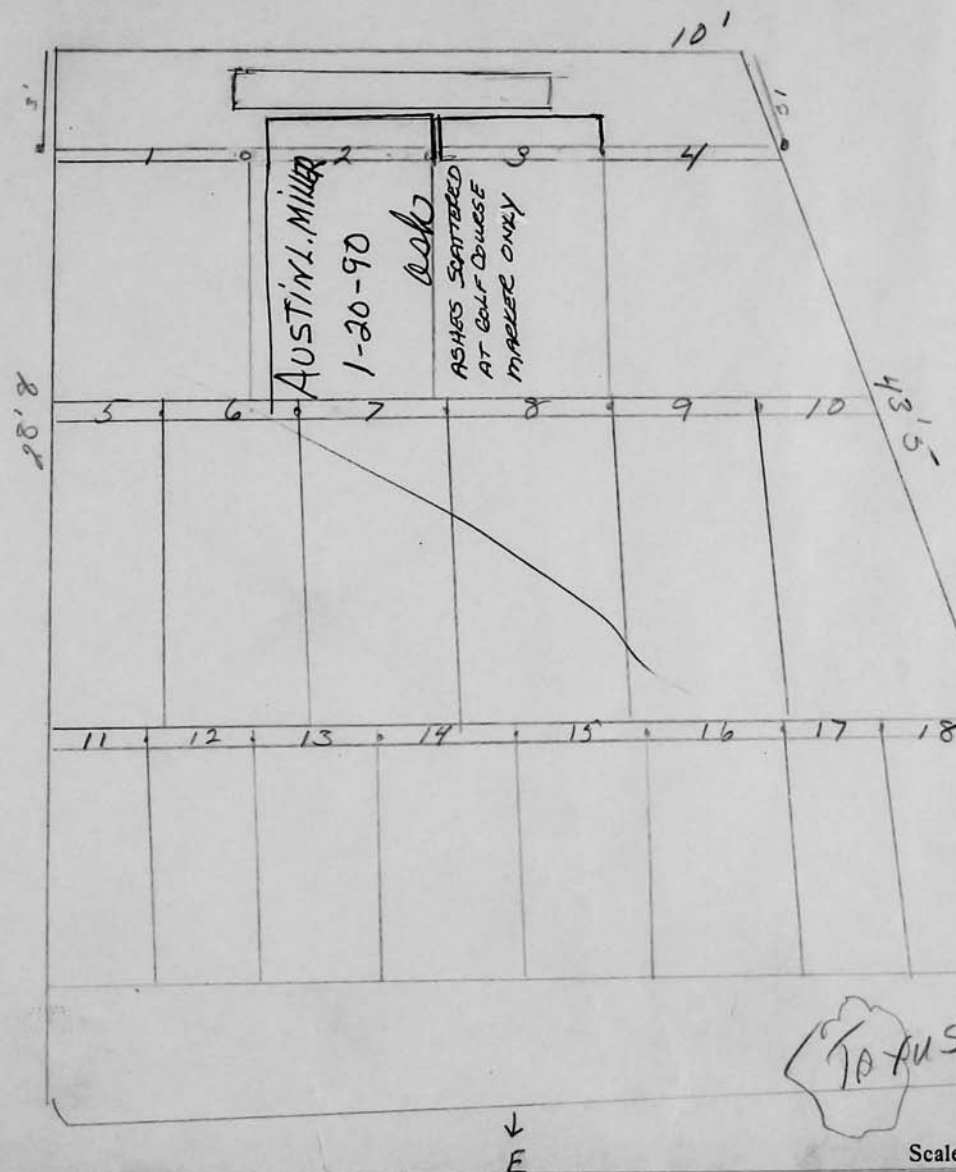 10'
3'
3'
1 2 3 4
AUSTIN L. MILLER
1-20-90
ash
ASHES SCATTERED
AT GOLF COURSE
MARKER ONLY
28'8
43'5"
5 6 7 8 9 10
11 12 13 14 15 16 17 18
TAXUS
↓
E
Scale